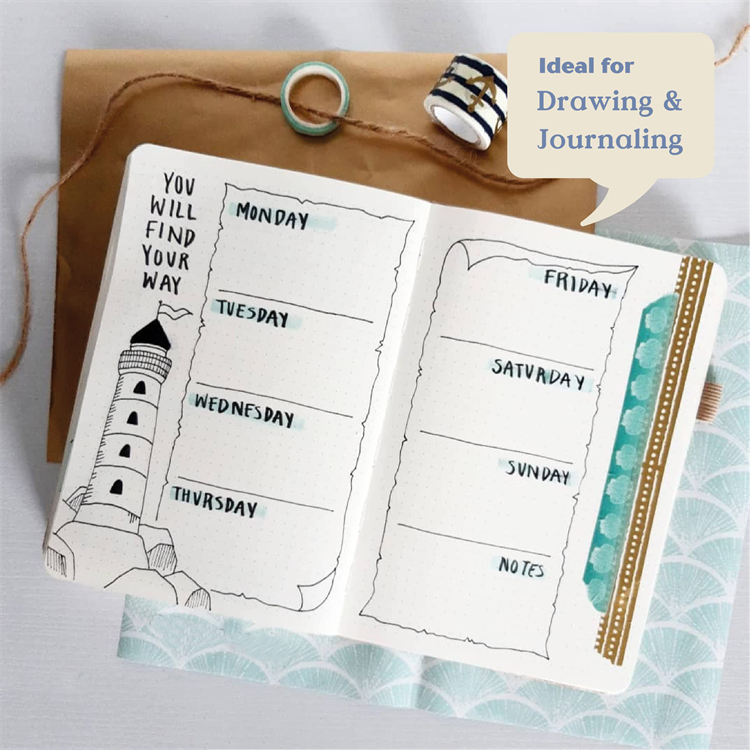 Ideal for
Drawing &
Journaling
YOU
WILL
FIND
YOUR
WAY
MONDAY
TUESDAY
WEDNESDAY
THURSDAY
FRIDAY
SATURDAY
SUNDAY
NOTES